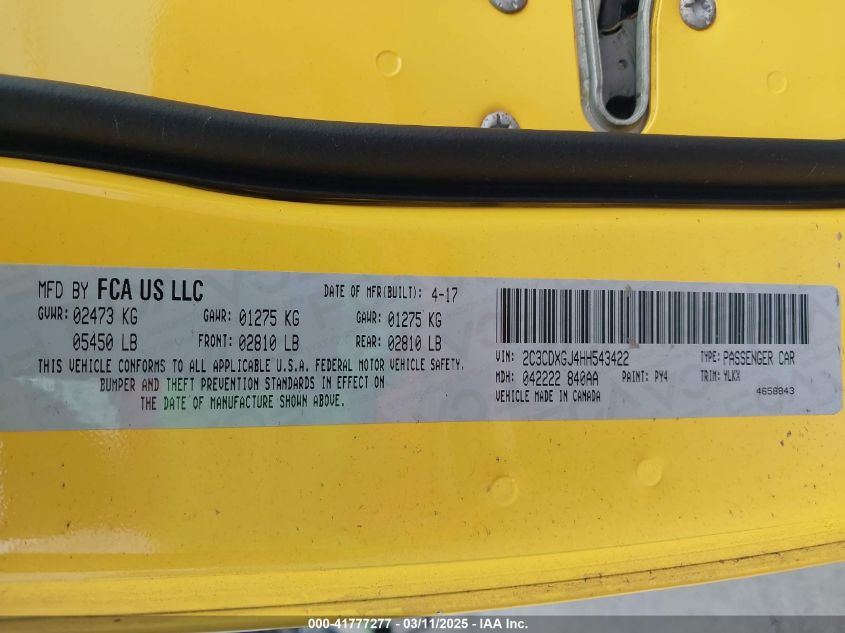 MFD BY FCA US LLC DATE OF MFR(BUILT): 4-17
GVWR: 02473 KG GAWR: 01275 KG GAWR: 01275 KG
05450 LB FRONT: 02810 LB REAR: 02810 LB
THIS VEHICLE CONFORMS TO ALL APPLICABLE U.S.A. FEDERAL MOTOR VEHICLE SAFETY,
BUMPER AND THEFT PREVENTION STANDARDS IN EFFECT ON
THE DATE OF MANUFACTURE SHOWN ABOVE.
VIN: 2C3CDXGJ4HH543422 TYPE: PASSENGER CAR
MDH: 042222 840AA PAINT: PY4 TRIM: YLKX
VEHICLE MADE IN CANADA 4658843
000-41777277 - 03/11/2025 - IAA Inc.